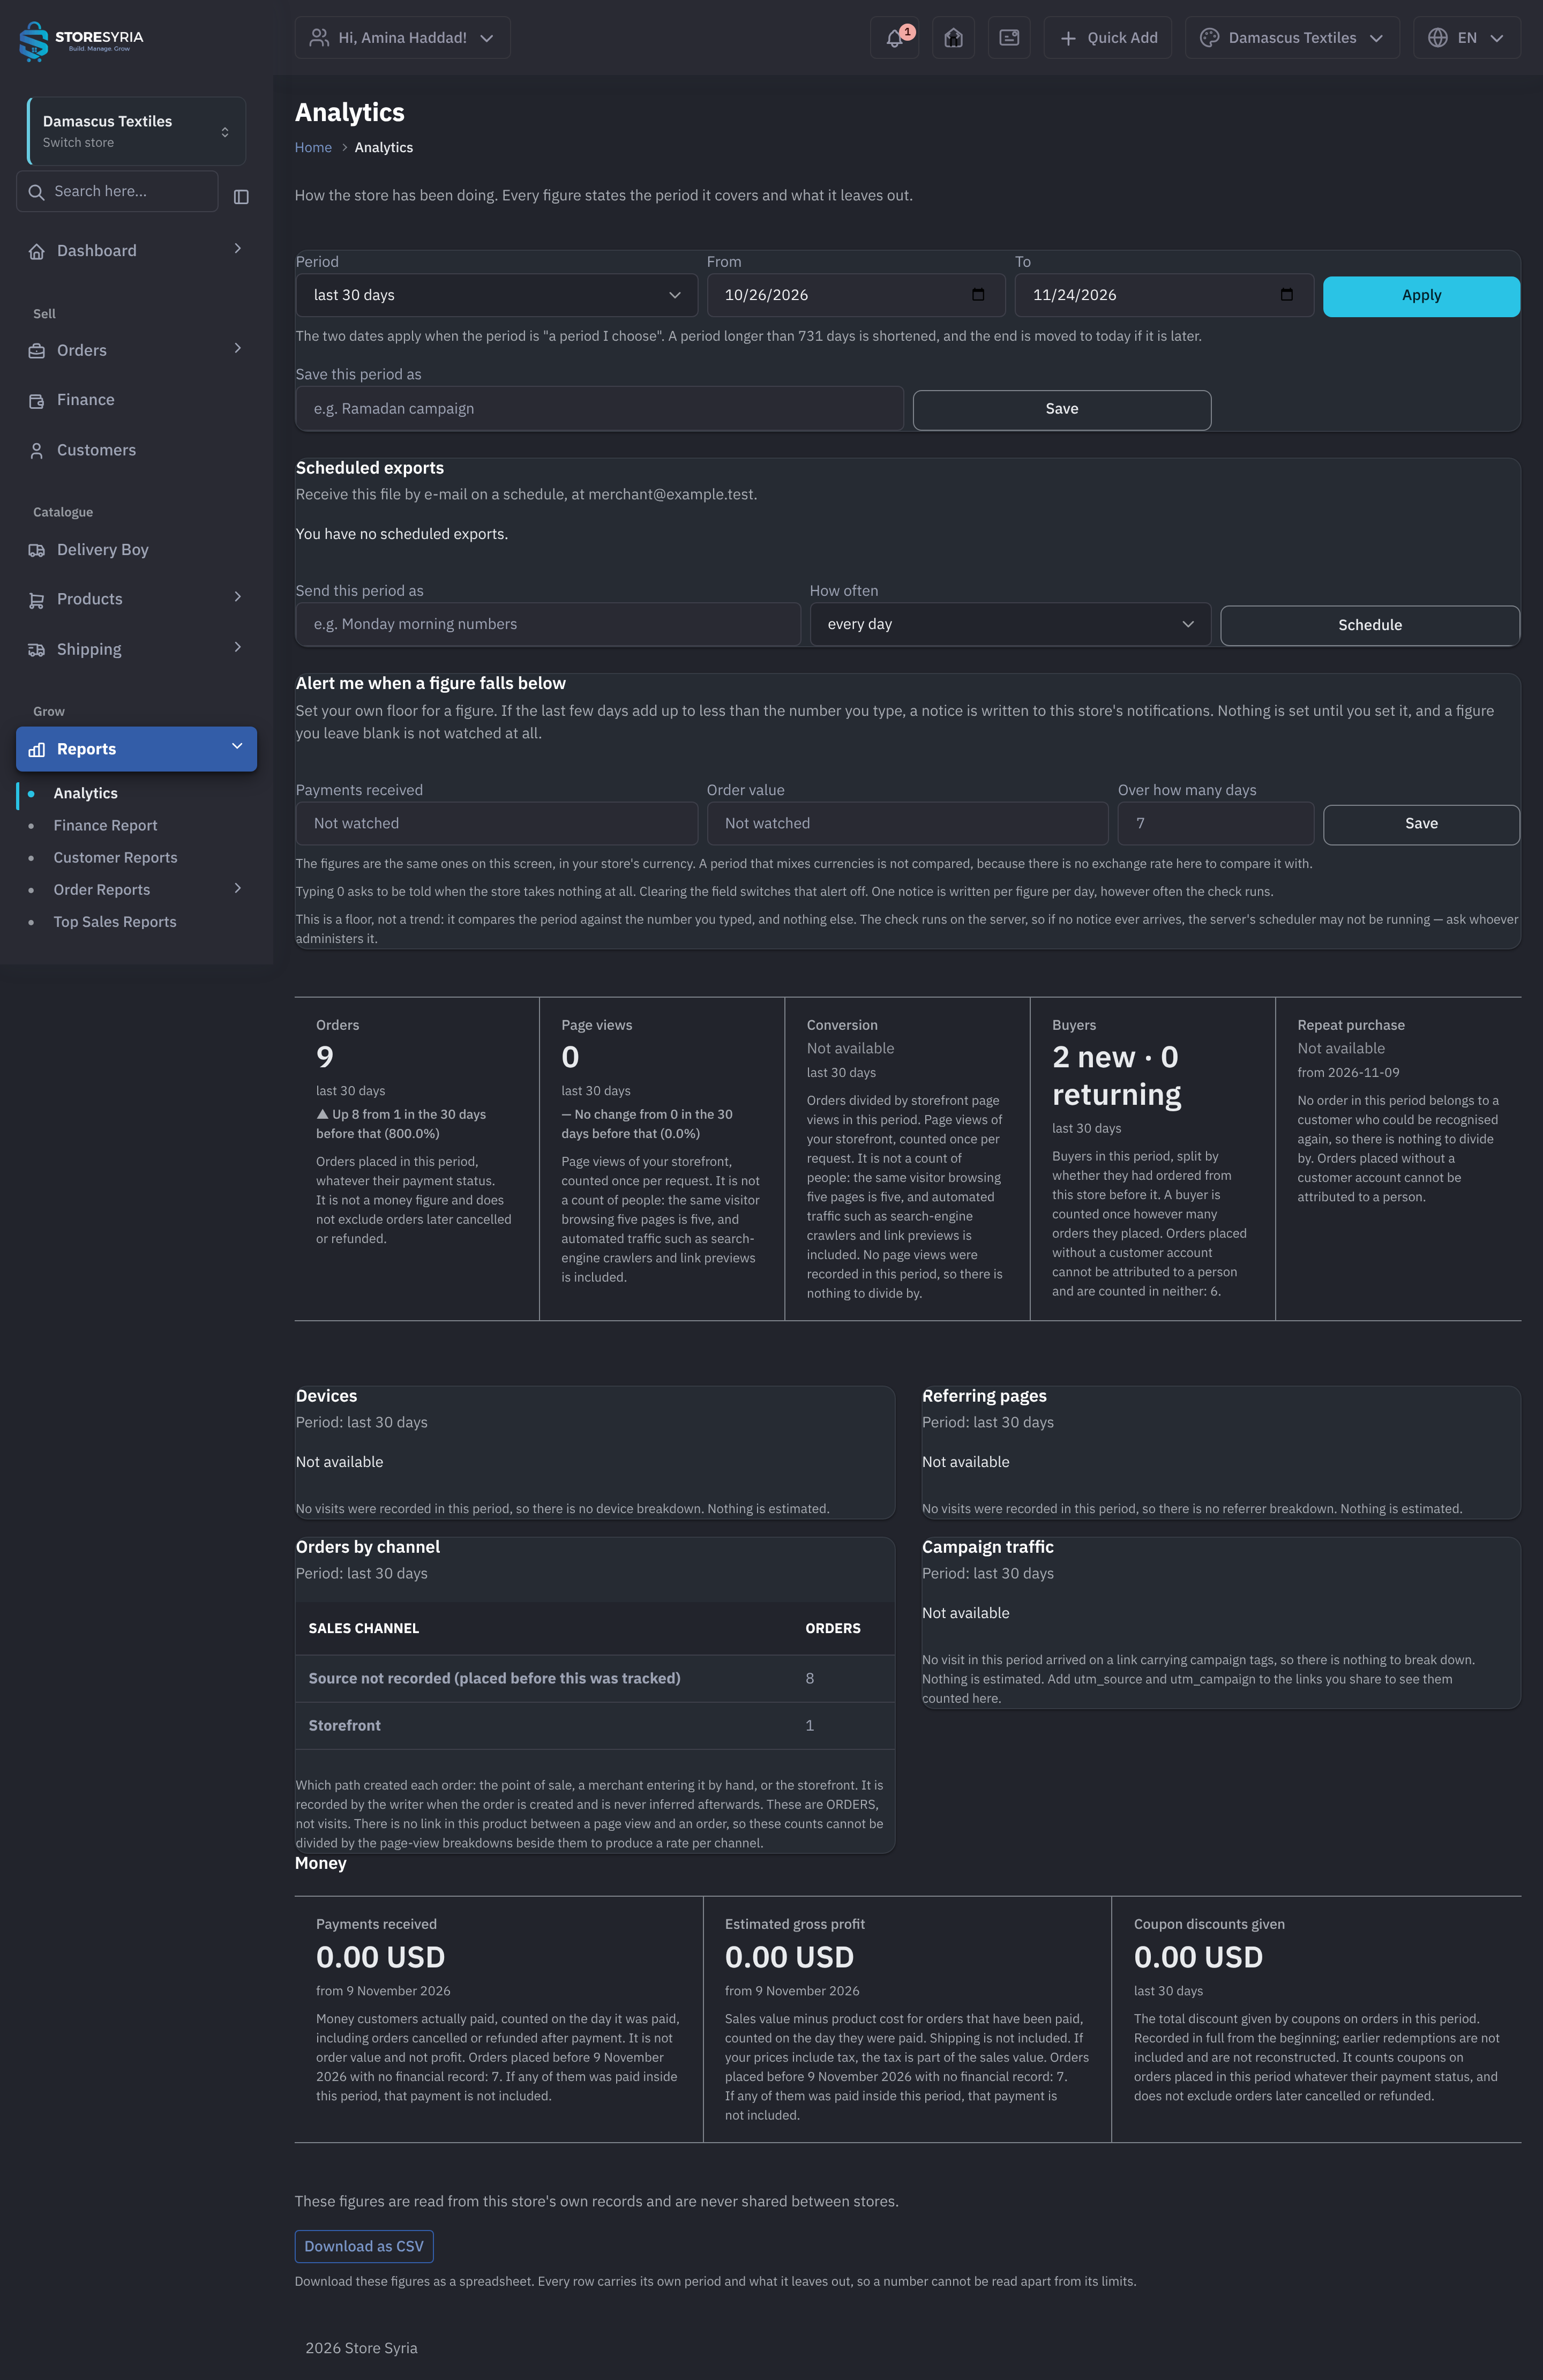 STORESYRIA
Build. Manage. Grow
Hi, Amina Haddad!
1
Quick Add
Damascus Textiles
EN
Damascus Textiles
Switch store
Search here...
Dashboard
Sell
Orders
Finance
Customers
Catalogue
Delivery Boy
Products
Shipping
Grow
Reports
Analytics
Finance Report
Customer Reports
Order Reports
Top Sales Reports
Analytics
Home
Analytics
How the store has been doing. Every figure states the period it covers and what it leaves out.
Period
From
To
last 30 days
10/26/2026
11/24/2026
Apply
The two dates apply when the period is "a period I choose". A period longer than 731 days is shortened, and the end is moved to today if it is later.
Save this period as
e.g. Ramadan campaign
Save
Scheduled exports
Receive this file by e-mail on a schedule, at merchant@example.test.
You have no scheduled exports.
Send this period as
How often
e.g. Monday morning numbers
every day
Schedule
Alert me when a figure falls below
Set your own floor for a figure. If the last few days add up to less than the number you type, a notice is written to this store's notifications. Nothing is set until you set it, and a figure
you leave blank is not watched at all.
Payments received
Order value
Over how many days
Not watched
Not watched
7
Save
The figures are the same ones on this screen, in your store's currency. A period that mixes currencies is not compared, because there is no exchange rate here to compare it with.
Typing 0 asks to be told when the store takes nothing at all. Clearing the field switches that alert off. One notice is written per figure per day, however often the check runs.
This is a floor, not a trend: it compares the period against the number you typed, and nothing else. The check runs on the server, so if no notice ever arrives, the server's scheduler may not be running — ask whoever
administers it.
Orders
9
last 30 days
▲ Up 8 from 1 in the 30 days
before that (800.0%)
Orders placed in this period,
whatever their payment status.
It is not a money figure and does
not exclude orders later cancelled
or refunded.
Page views
0
last 30 days
— No change from 0 in the 30
days before that (0.0%)
Page views of your storefront,
counted once per request. It is not
a count of people: the same visitor
browsing five pages is five, and
automated traffic such as search-
engine crawlers and link previews
is included.
Conversion
Not available
last 30 days
Orders divided by storefront page
views in this period. Page views of
your storefront, counted once per
request. It is not a count of
people: the same visitor browsing
five pages is five, and automated
traffic such as search-engine
crawlers and link previews is
included. No page views were
recorded in this period, so there is
nothing to divide by.
Buyers
2 new · 0
returning
last 30 days
Buyers in this period, split by
whether they had ordered from
this store before it. A buyer is
counted once however many
orders they placed. Orders placed
without a customer account
cannot be attributed to a person
and are counted in neither: 6.
Repeat purchase
Not available
from 2026-11-09
No order in this period belongs to a
customer who could be recognised
again, so there is nothing to divide
by. Orders placed without a
customer account cannot be
attributed to a person.
Devices
Period: last 30 days
Not available
No visits were recorded in this period, so there is no device breakdown. Nothing is estimated.
Referring pages
Period: last 30 days
Not available
No visits were recorded in this period, so there is no referrer breakdown. Nothing is estimated.
Orders by channel
Period: last 30 days
SALES CHANNEL
ORDERS
Source not recorded (placed before this was tracked)
8
Storefront
1
Which path created each order: the point of sale, a merchant entering it by hand, or the storefront. It is
recorded by the writer when the order is created and is never inferred afterwards. These are ORDERS,
not visits. There is no link in this product between a page view and an order, so these counts cannot be
divided by the page-view breakdowns beside them to produce a rate per channel.
Campaign traffic
Period: last 30 days
Not available
No visit in this period arrived on a link carrying campaign tags, so there is nothing to break down.
Nothing is estimated. Add utm_source and utm_campaign to the links you share to see them
counted here.
Money
Payments received
0.00 USD
from 9 November 2026
Money customers actually paid, counted on the day it was paid,
including orders cancelled or refunded after payment. It is not
order value and not profit. Orders placed before 9 November
2026 with no financial record: 7. If any of them was paid inside
this period, that payment is not included.
Estimated gross profit
0.00 USD
from 9 November 2026
Sales value minus product cost for orders that have been paid,
counted on the day they were paid. Shipping is not included. If
your prices include tax, the tax is part of the sales value. Orders
placed before 9 November 2026 with no financial record: 7.
If any of them was paid inside this period, that payment is
not included.
Coupon discounts given
0.00 USD
last 30 days
The total discount given by coupons on orders in this period.
Recorded in full from the beginning; earlier redemptions are not
included and are not reconstructed. It counts coupons on
orders placed in this period whatever their payment status, and
does not exclude orders later cancelled or refunded.
These figures are read from this store's own records and are never shared between stores.
Download as CSV
Download these figures as a spreadsheet. Every row carries its own period and what it leaves out, so a number cannot be read apart from its limits.
2026 Store Syria